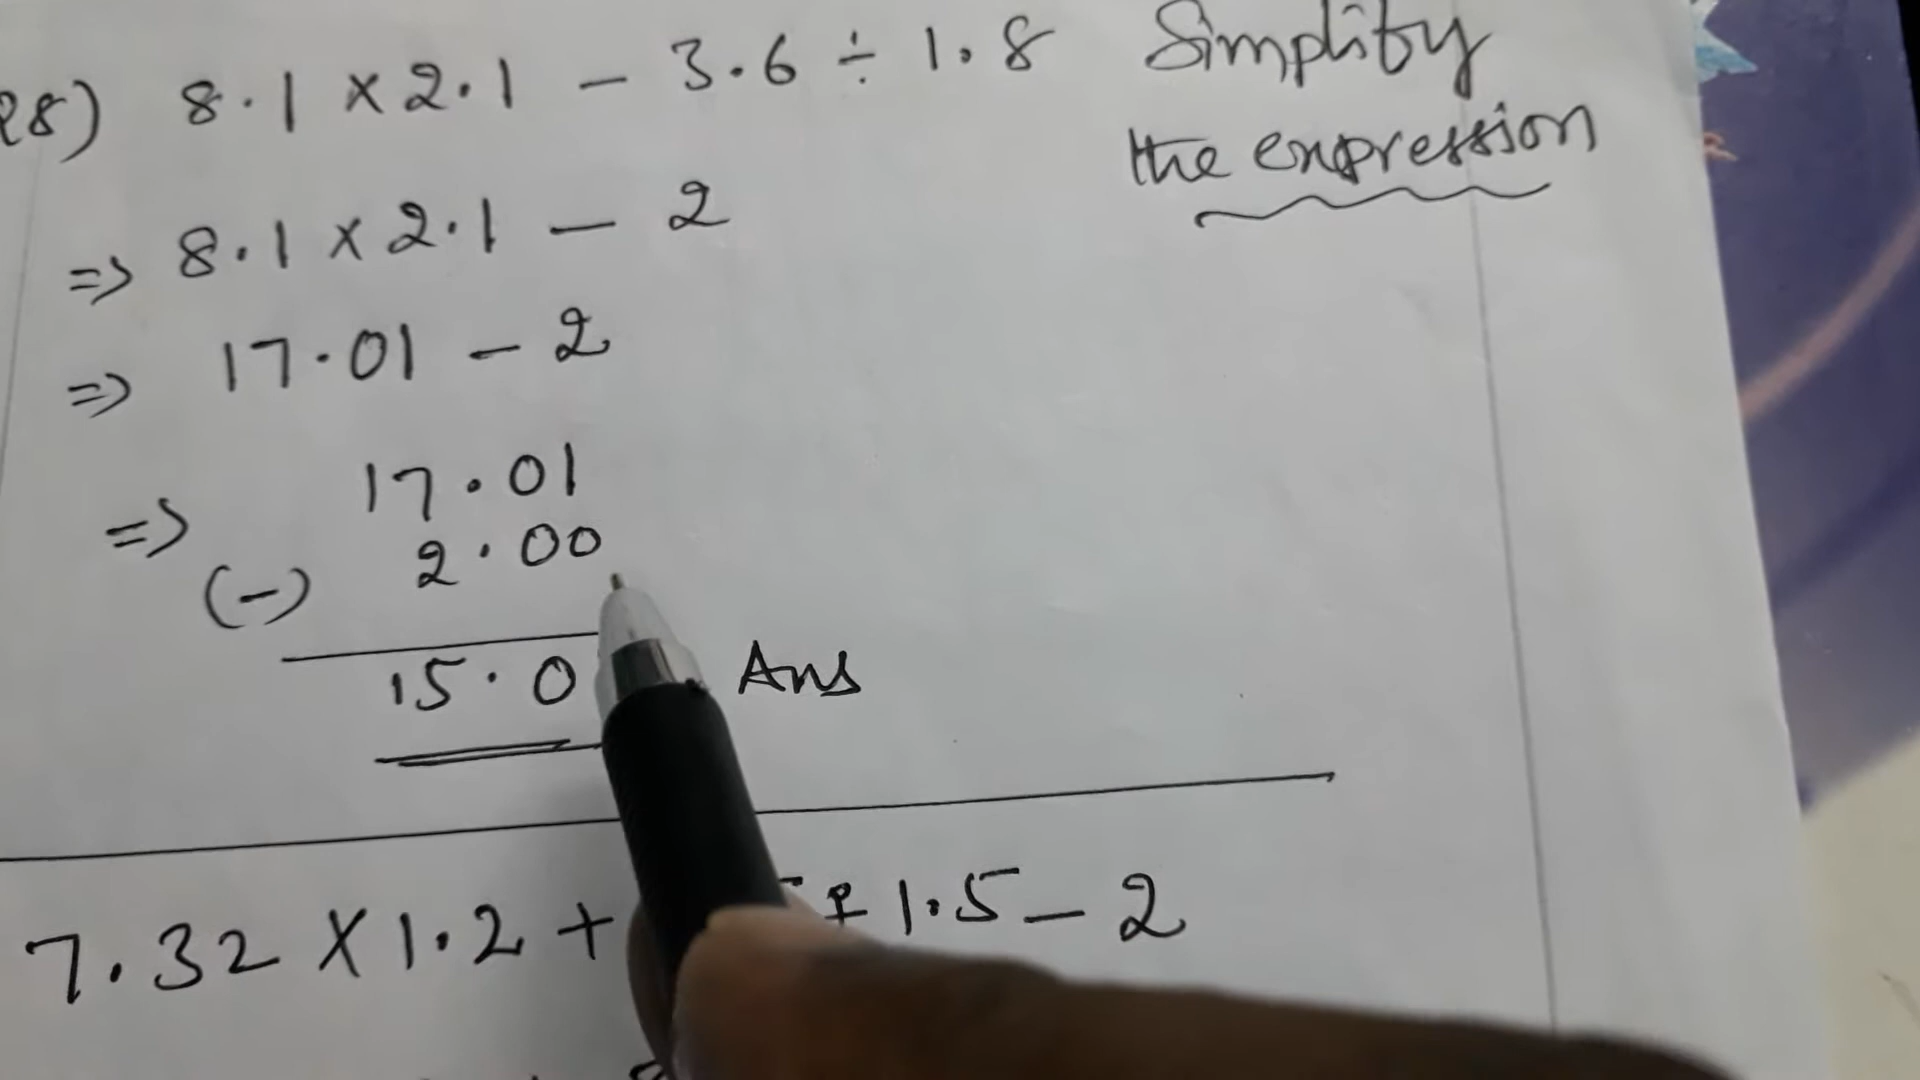 28) 8.1 × 2.1 - 3.6 ÷ 1.8 Simplify
the expression
=> 8.1 × 2.1 - 2
=> 17.01 - 2
=> 17.01
(-) 2.00
15.0 Ans
7.32 × 1.2 + 1.5 - 2